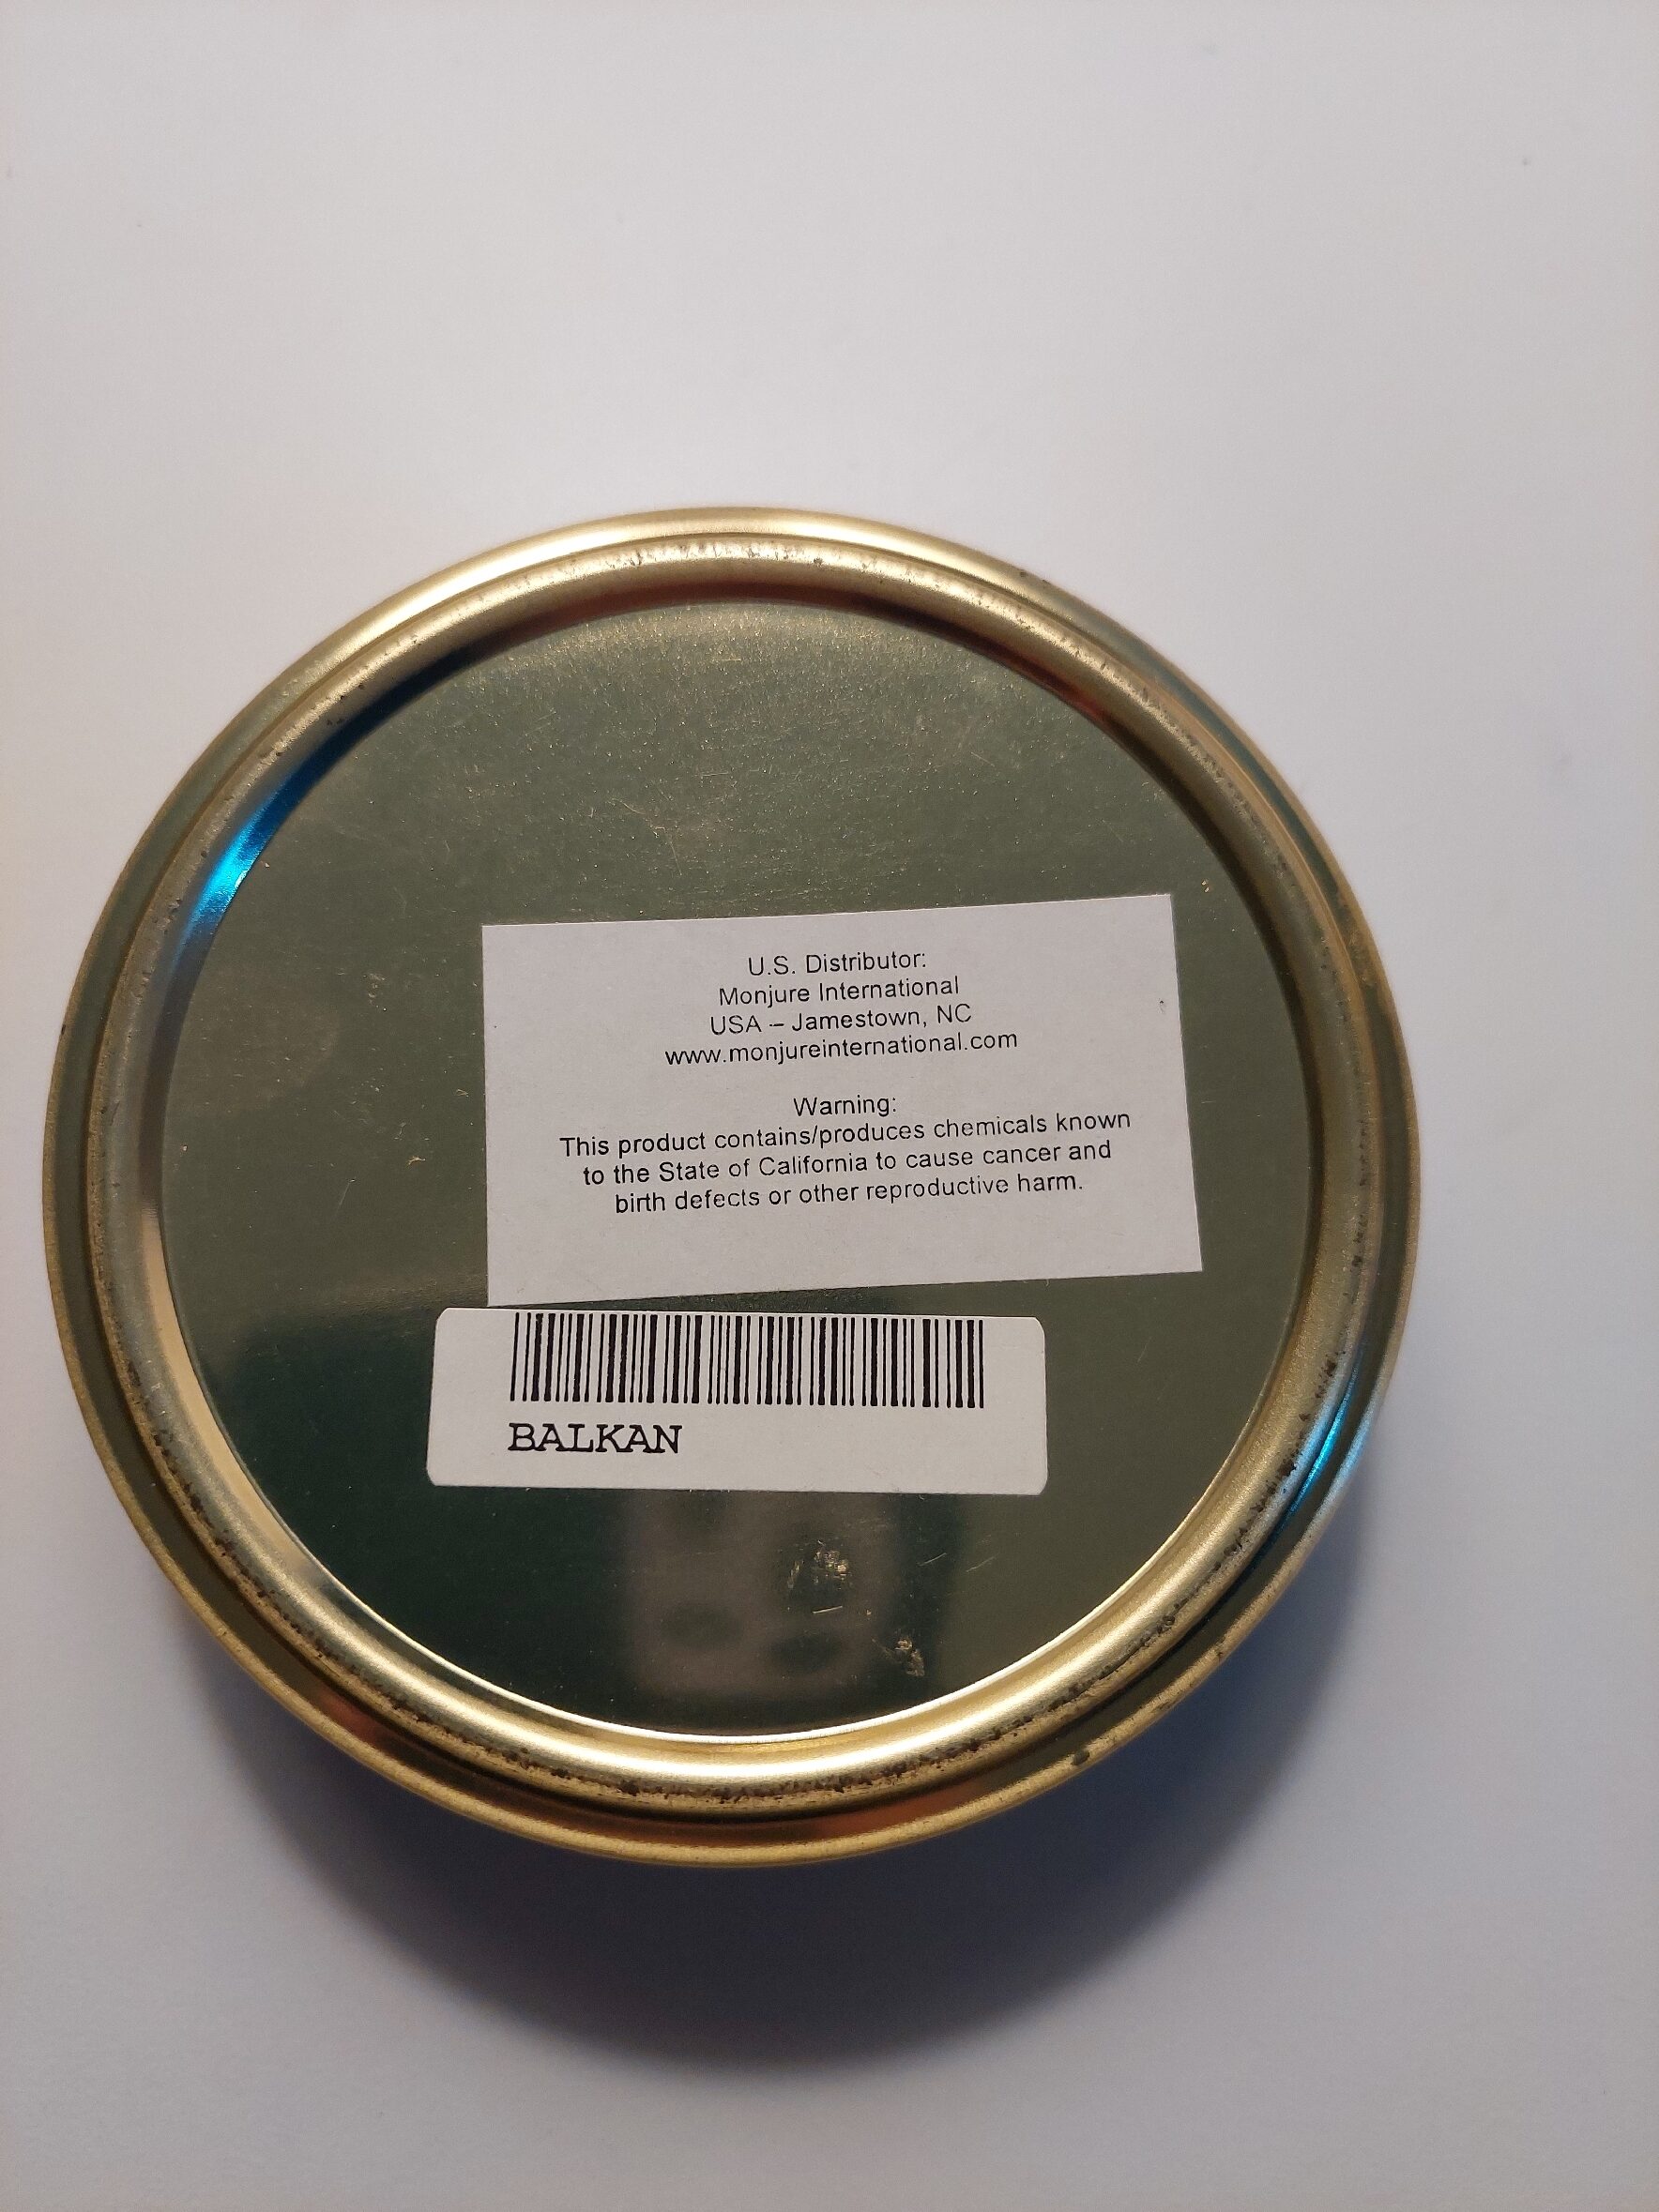 U.S. Distributor:
Monjure International
USA – Jamestown, NC
www.monjureinternational.com
Warning:
This product contains/produces chemicals known
to the State of California to cause cancer and
birth defects or other reproductive harm.
BALKAN